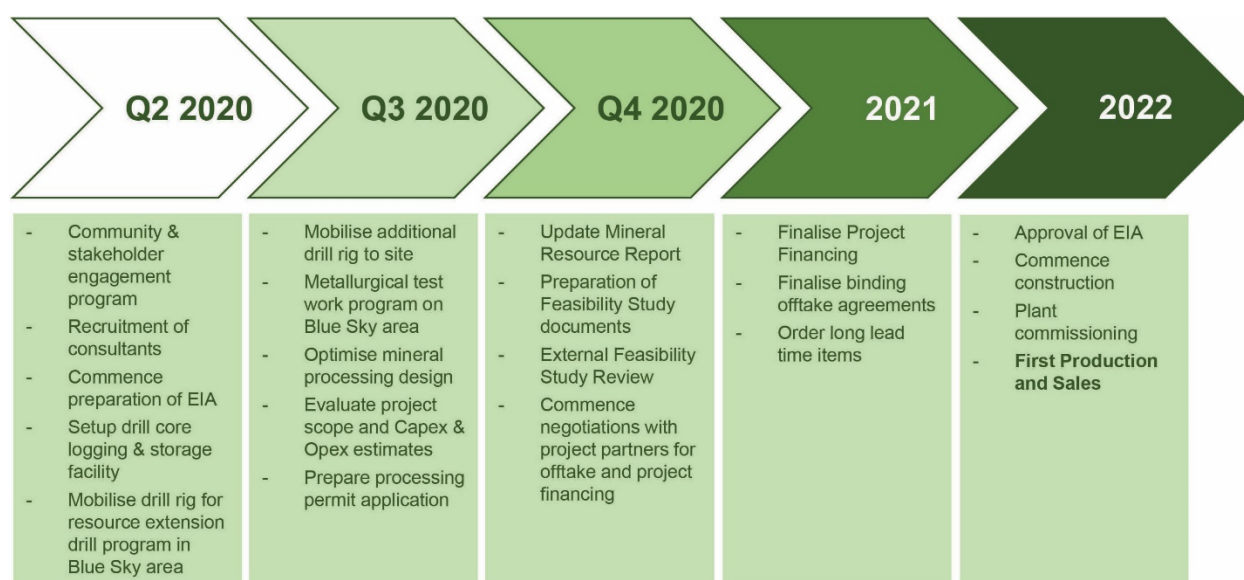 Q2 2020
Q3 2020
Q4 2020
2021
2022
- Community &
stakeholder
engagement
program
- Recruitment of
consultants
- Commence
preparation of EIA
- Setup drill core
logging & storage
facility
- Mobilise drill rig for
resource extension
drill program in
Blue Sky area
- Mobilise additional
drill rig to site
- Metallurgical test
work program on
Blue Sky area
- Optimise mineral
processing design
- Evaluate project
scope and Capex &
Opex estimates
- Prepare processing
permit application
- Update Mineral
Resource Report
- Preparation of
Feasibility Study
documents
- External Feasibility
Study Review
- Commence
negotiations with
project partners for
offtake and project
financing
- Finalise Project
Financing
- Finalise binding
offtake agreements
- Order long lead
time items
- Approval of EIA
- Commence
construction
- Plant
commissioning
- First Production
and Sales